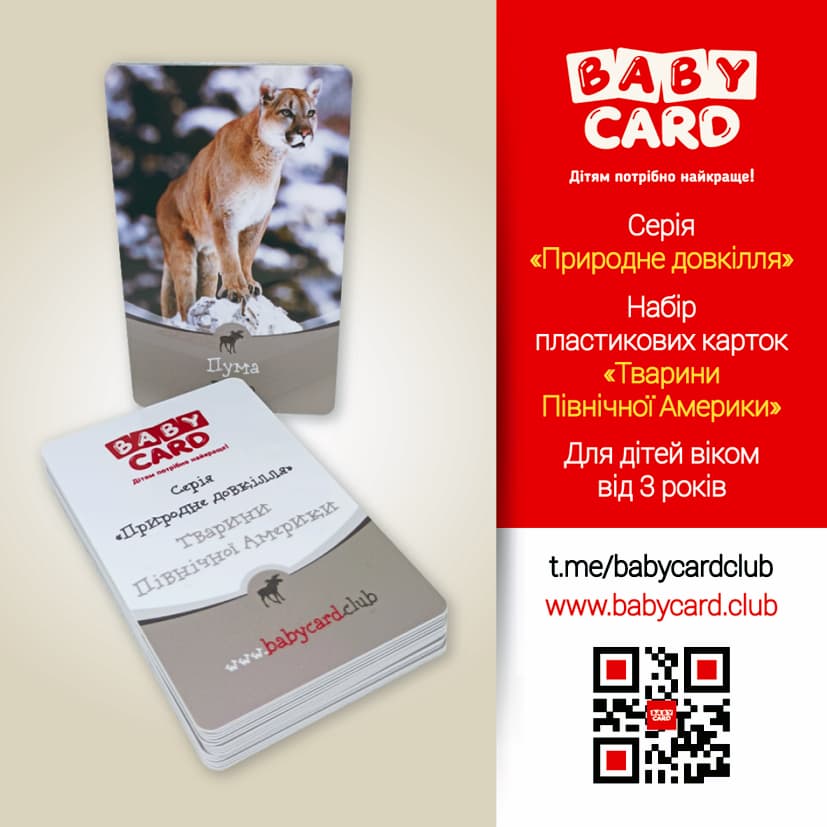 Пума
BABY
CARD
Дітям потрібно найкраще!
Серія
«Природне довкілля»
Тварини
Північної Америки
www.babycard.club
BABY
CARD
Дітям потрібно найкраще!
Серія
«Природне довкілля»
Набір
пластикових карток
«Тварини
Північної Америки»
Для дітей віком
від 3 років
t.me/babycardclub
www.babycard.club
BABY
CARD